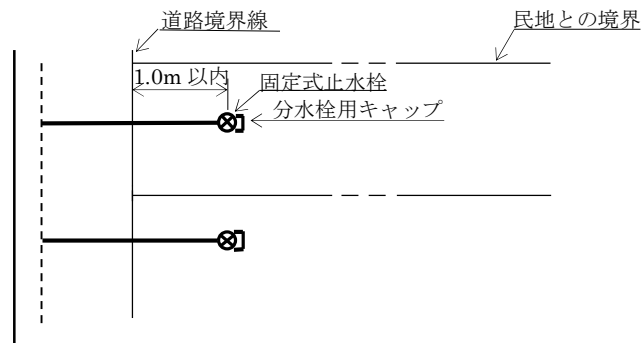 道路境界線
民地との境界
1.0m 以内
固定式止水栓
分水栓用キャップ